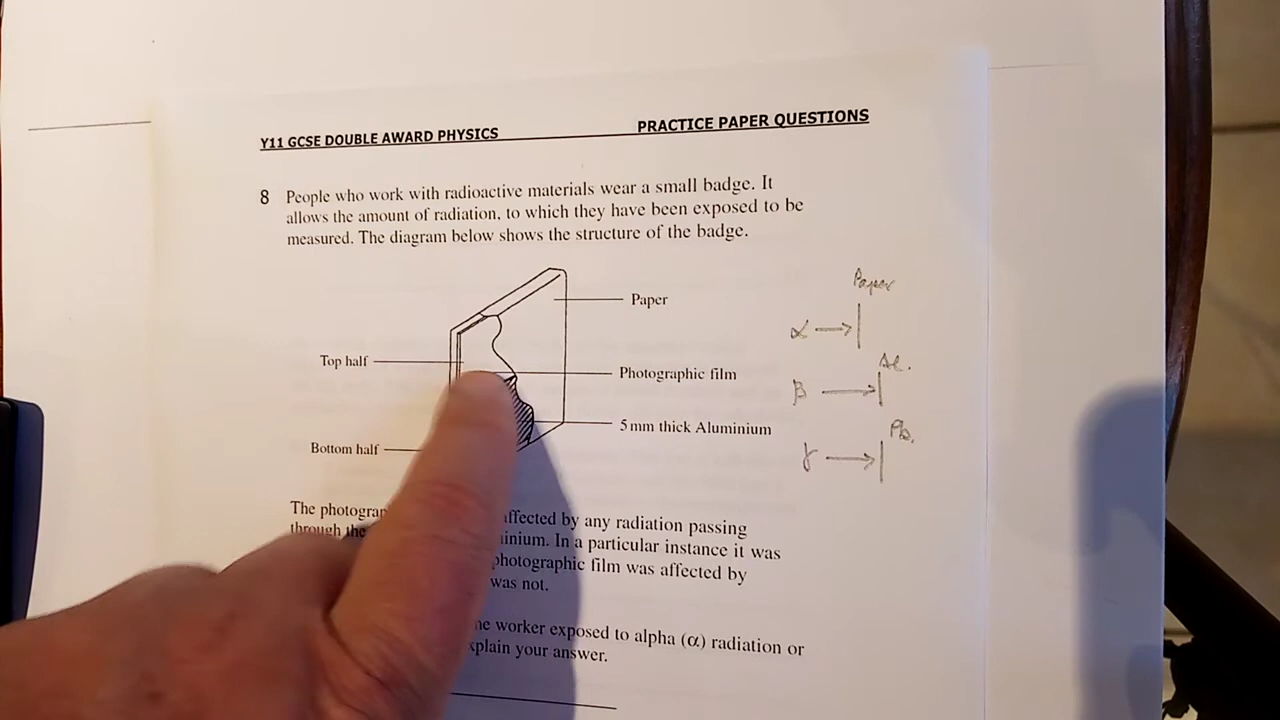 Y11 GCSE DOUBLE AWARD PHYSICS PRACTICE PAPER QUESTIONS
8 People who work with radioactive materials wear a small badge. It
allows the amount of radiation, to which they have been exposed to be
measured. The diagram below shows the structure of the badge.
Paper
Paper
α
Top half
Al.
Photographic film
β
5 mm thick Aluminium
Pb.
Bottom half
γ
The
affected by any radiation passing
through the
In a particular instance it was
photographic film was affected by
was not.
worker exposed to alpha (α) radiation or
explain your answer.